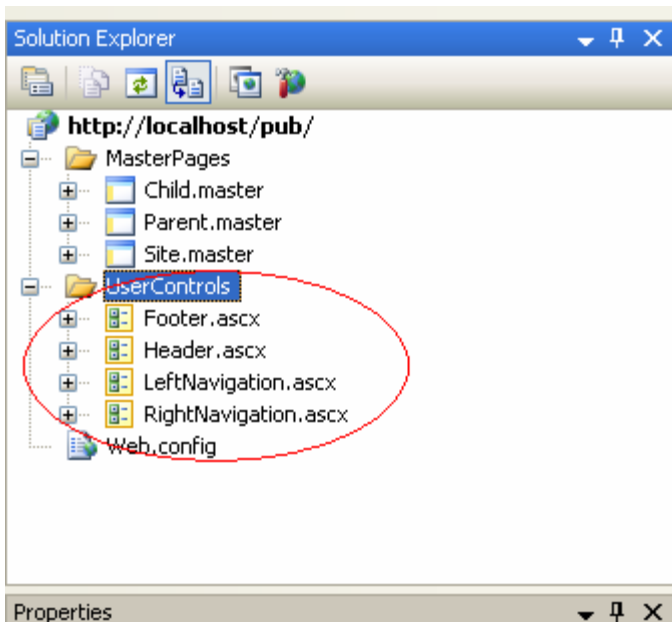 Solution Explorer
http://localhost/pub/
MasterPages
Child.master
Parent.master
Site.master
UserControls
Footer.ascx
Header.ascx
LeftNavigation.ascx
RightNavigation.ascx
Web.config
Properties